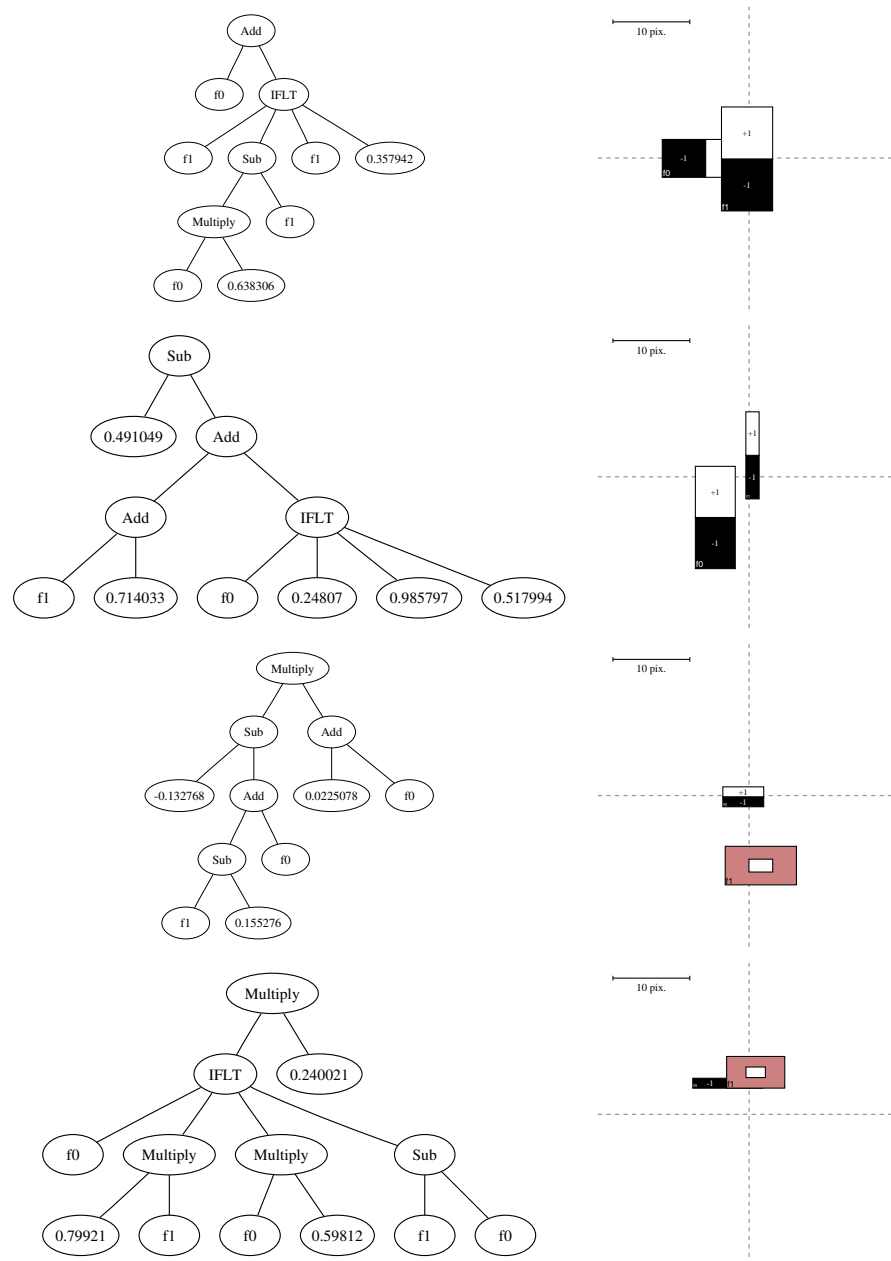 Add
10 pix.
f0
IFLT
f1
Sub
f1
0.357942
+1
-1
f0
-1
f1
Multiply
f1
f0
0.638306
Sub
10 pix.
0.491049
Add
+1
-1
+1
-1
f0
Add
IFLT
f1
0.714033
f0
0.24807
0.985797
0.517994
Multiply
10 pix.
Sub
Add
-0.132768
Add
0.0225078
f0
+1
-1
Sub
f0
f1
f1
0.155276
Multiply
10 pix.
IFLT
0.240021
-1
f1
f0
Multiply
Multiply
Sub
0.79921
f1
f0
0.59812
f1
f0